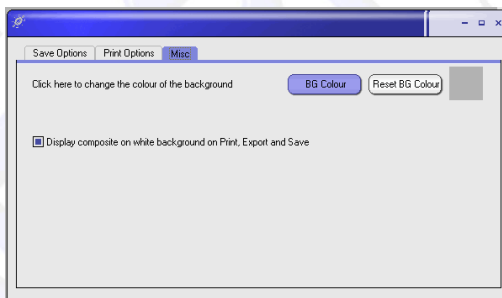 Save Options Print Options Misc
Click here to change the colour of the background BG Colour Reset BG Colour
Display composite on white background on Print, Export and Save